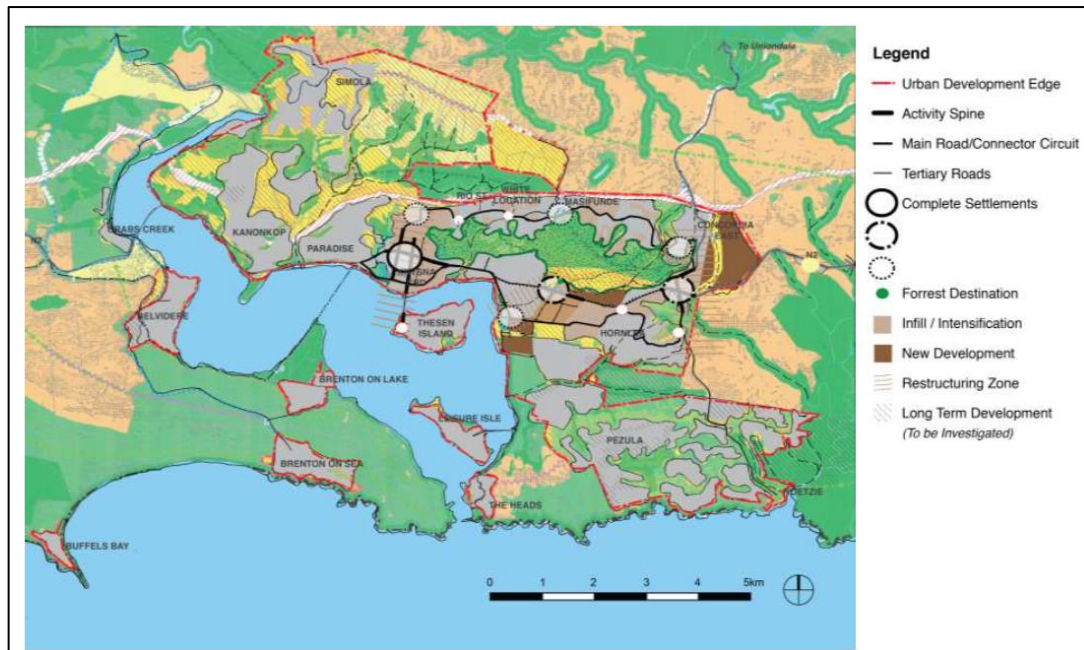 To Uniondale
SIMOLA
RIO ST.
WHITE
LOCATION
MASIFUNDE
CONCORDIA
EAST
KANONKOP
PARADISE
N2
N2
BELVIDERE
THESEN
ISLAND
HORNLEE
BRENTON ON LAKE
LEISURE ISLE
PEZULA
BRENTON ON SEA
THE HEADS
BUFFELS BAY
0 1 2 3 4 5km
Legend
Urban Development Edge
Activity Spine
Main Road/Connector Circuit
Tertiary Roads
Complete Settlements
Forrest Destination
Infill / Intensification
New Development
Restructuring Zone
Long Term Development
(To be Investigated)